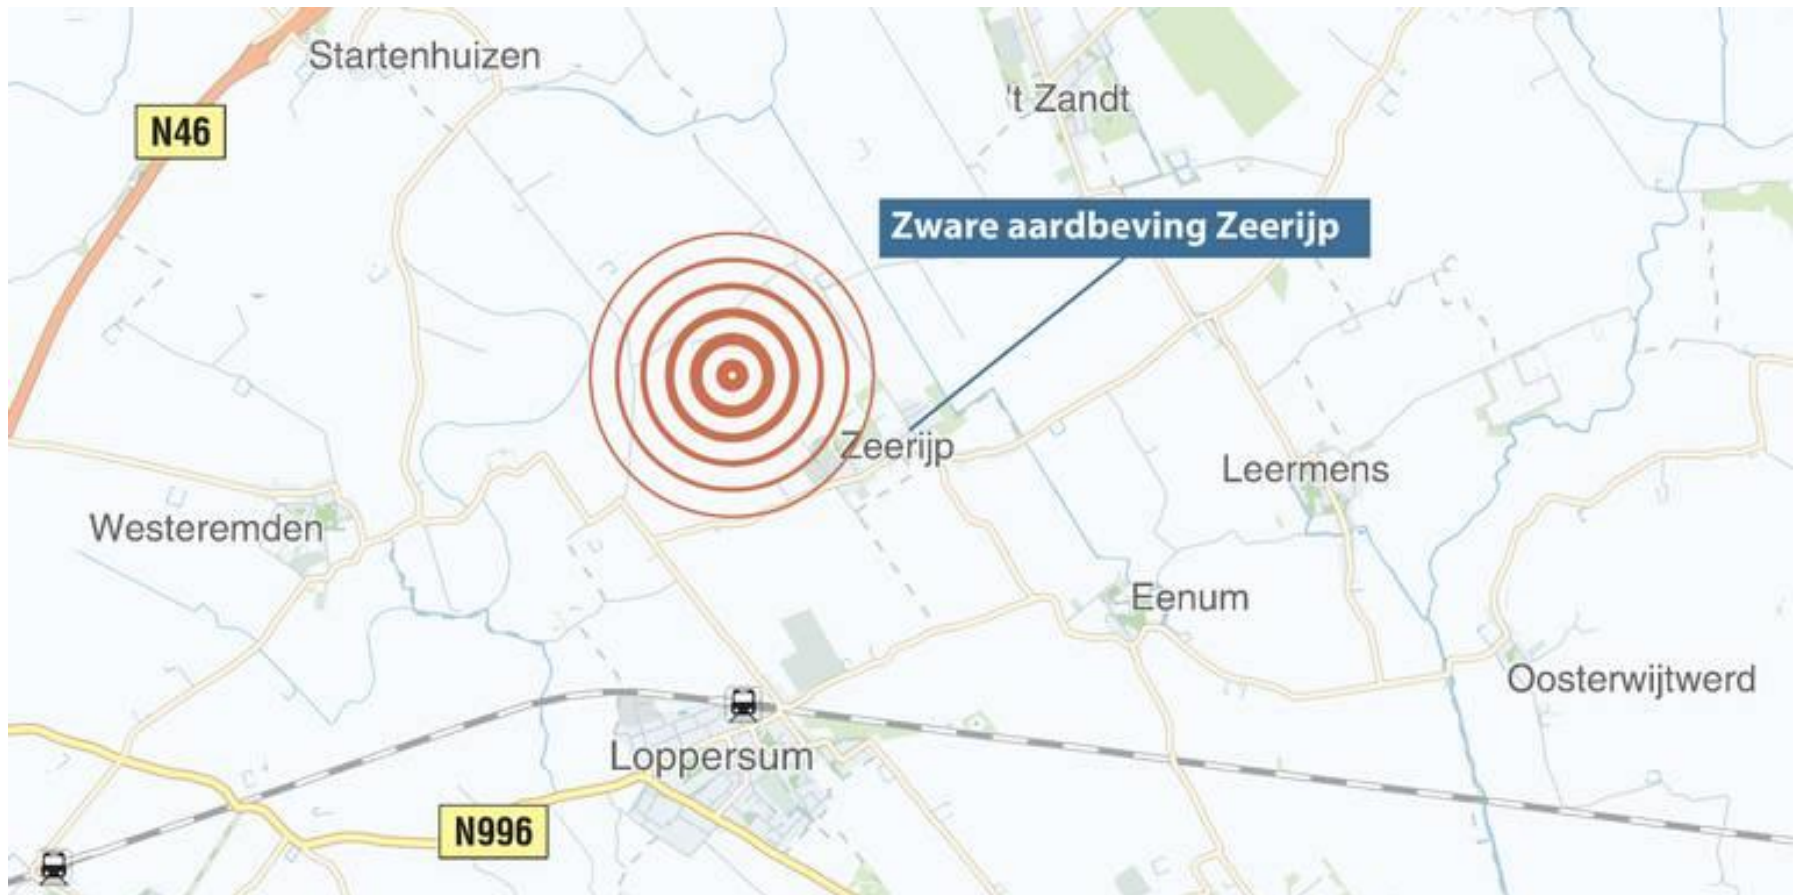 Startenhuizen
't Zandt
N46
Zware aardbeving Zeerijp
Zeerijp
Leermens
Westeremden
Eenum
Oosterwijtwerd
Loppersum
N996